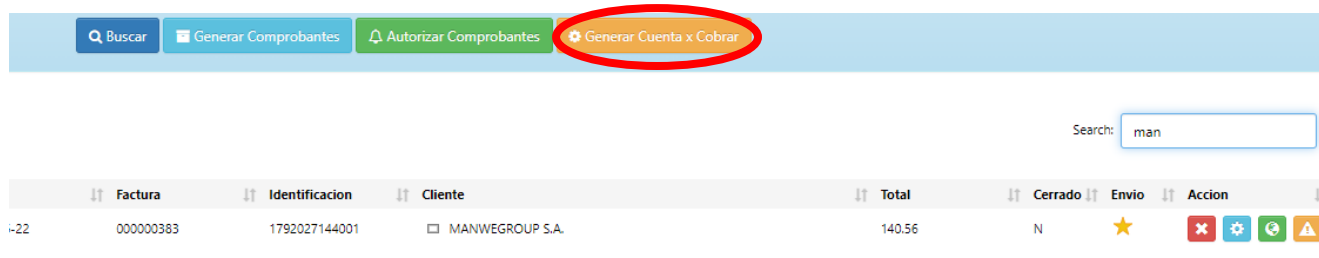 Buscar Generar Comprobantes Autorizar Comprobantes Generar Cuenta x Cobrar
Search: man
Factura Identificacion Cliente Total Cerrado Envio Accion
-22 000000383 1792027144001 MANWEGROUP S.A. 140.56 N